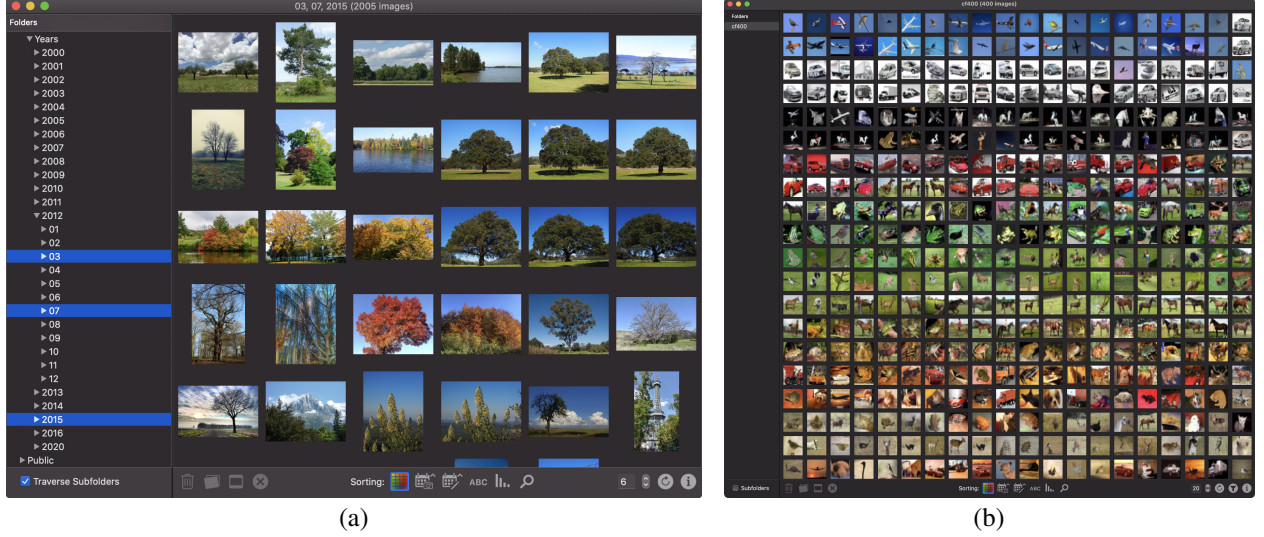 03, 07, 2015 (2005 images)
Folders
Years
2000
2001
2002
2003
2004
2005
2006
2007
2008
2009
2010
2011
2012
01
02
03
04
05
06
07
08
09
10
11
12
2013
2014
2015
2016
2020
Public
Traverse Subfolders
Sorting:
ABC
6
(a)
cf400 (400 images)
Folders
cf400
Subfolders
Sorting:
ABC
20
(b)